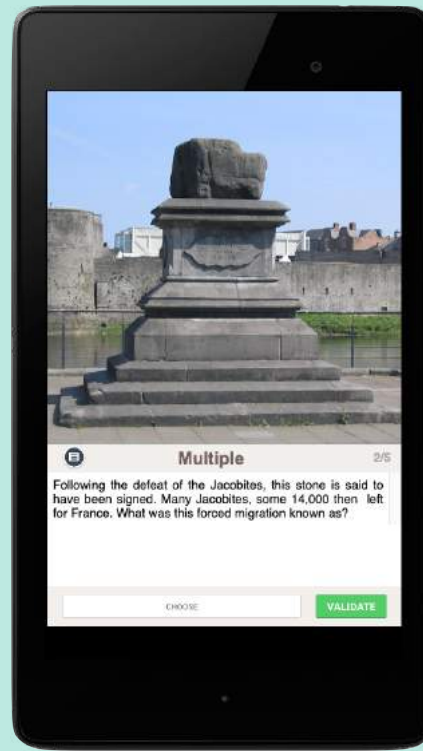 Multiple
2/5
Following the defeat of the Jacobites, this stone is said to
have been signed. Many Jacobites, some 14,000 then left
for France. What was this forced migration known as?
CHOOSE
VALIDATE